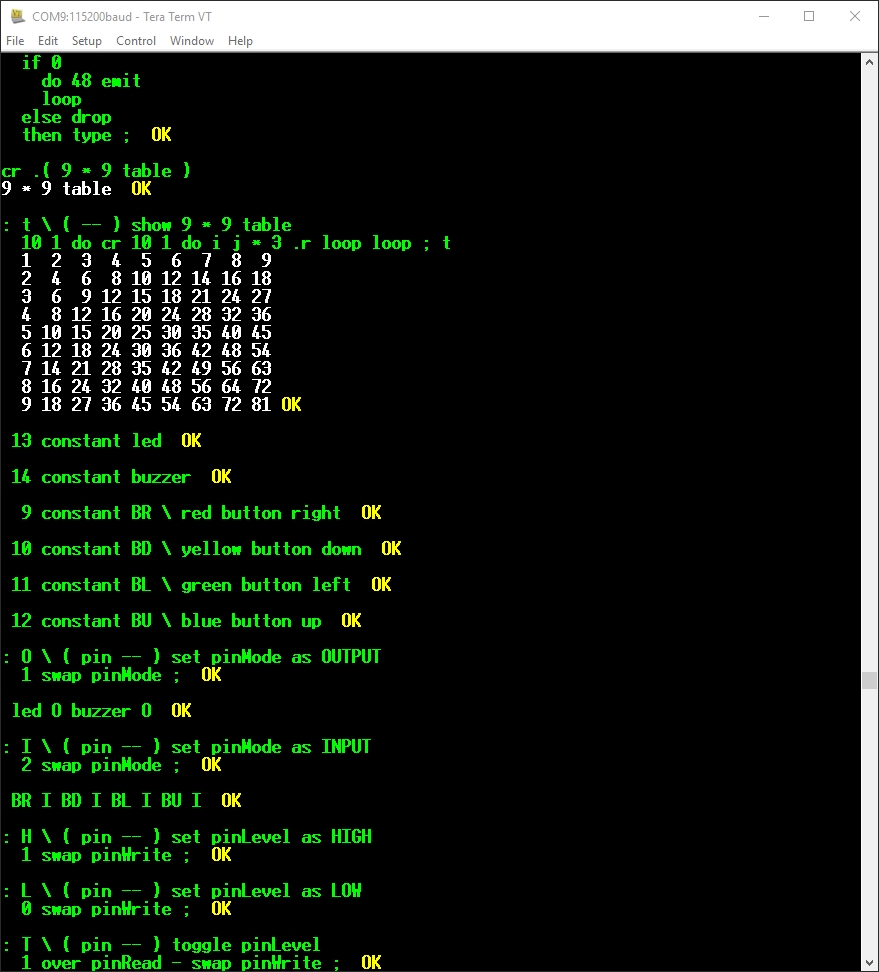 COM9:115200baud - Tera Term VT
File Edit Setup Control Window Help
if 0
do 48 emit
loop
else drop
then type ; OK
cr .( 9 * 9 table )
9 * 9 table OK
: t \ ( -- ) show 9 * 9 table
10 1 do cr 10 1 do i j * 3 .r loop loop ; t
1 2 3 4 5 6 7 8 9
2 4 6 8 10 12 14 16 18
3 6 9 12 15 18 21 24 27
4 8 12 16 20 24 28 32 36
5 10 15 20 25 30 35 40 45
6 12 18 24 30 36 42 48 54
7 14 21 28 35 42 49 56 63
8 16 24 32 40 48 56 64 72
9 18 27 36 45 54 63 72 81 OK
13 constant led OK
14 constant buzzer OK
9 constant BR \ red button right OK
10 constant BD \ yellow button down OK
11 constant BL \ green button left OK
12 constant BU \ blue button up OK
: O \ ( pin -- ) set pinMode as OUTPUT
1 swap pinMode ; OK
led O buzzer O OK
: I \ ( pin -- ) set pinMode as INPUT
2 swap pinMode ; OK
BR I BD I BL I BU I OK
: H \ ( pin -- ) set pinLevel as HIGH
1 swap pinWrite ; OK
: L \ ( pin -- ) set pinLevel as LOW
0 swap pinWrite ; OK
: T \ ( pin -- ) toggle pinLevel
1 over pinRead - swap pinWrite ; OK